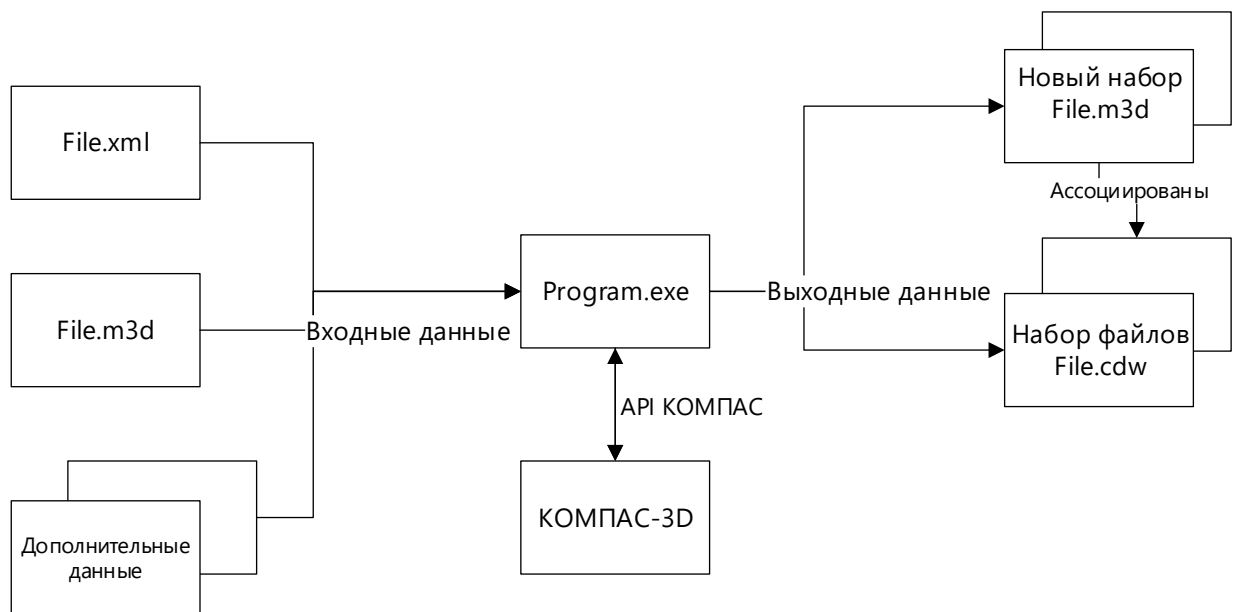 File.xml
File.m3d
Дополнительные
данные
Входные данные
Program.exe
API КОМПАС
КОМПАС-3D
Выходные данные
Новый набор
File.m3d
Ассоциированы
Набор файлов
File.cdw